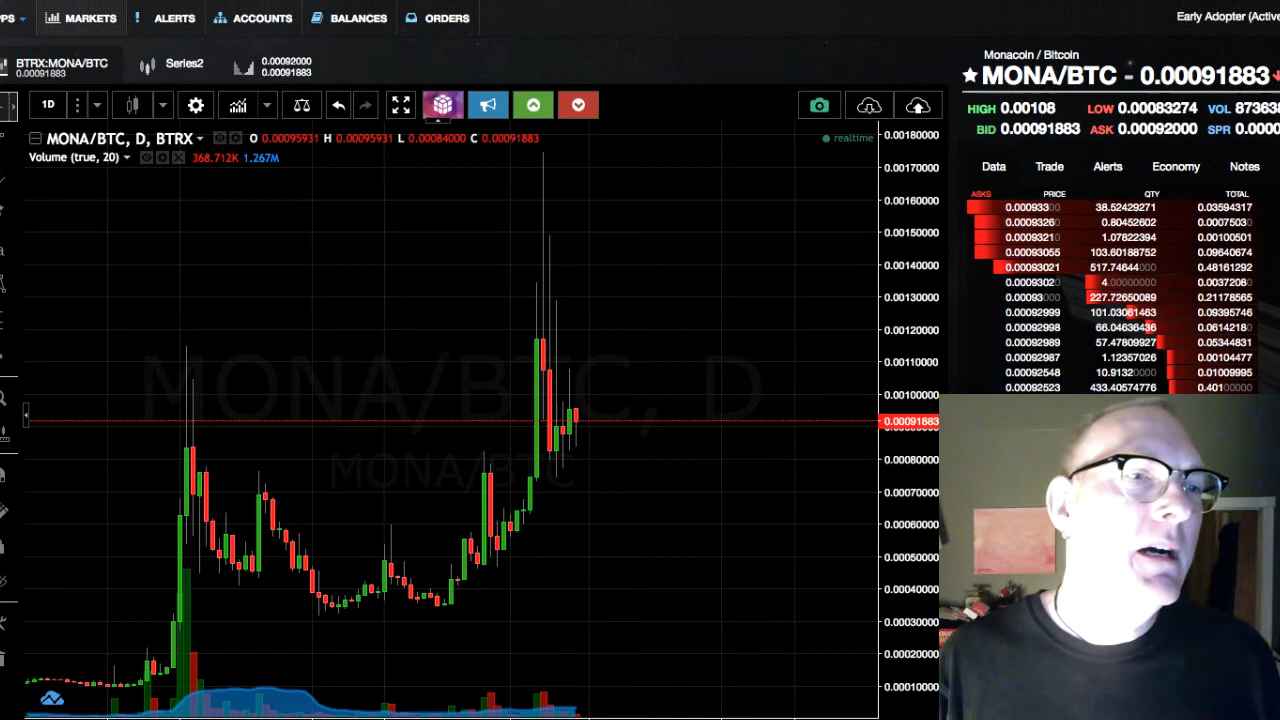 PPS MARKETS ALERTS ACCOUNTS BALANCES ORDERS
Early Adopter (Active
BTRX:MONA/BTC
0.00091883
Series2
0.00092000
0.00091883
Monacoin / Bitcoin
MONA/BTC - 0.00091883
HIGH 0.00108 LOW 0.00083274 VOL 873638
BID 0.00091883 ASK 0.00092000 SPR 0.0000
1D
MONA/BTC, D, BTRX O 0.00095931 H 0.00095931 L 0.00084000 C 0.00091883
realtime
Volume (true, 20) 368.712K 1.267M
Data Trade Alerts Economy Notes
ASKS PRICE QTY TOTAL
0.00093300 38.52429271 0.03594317
0.00093260 0.80452602 0.00075030
0.00093210 1.07822394 0.00100501
0.00093055 103.60188752 0.09640674
0.00093021 517.74644000 0.48161292
0.00093020 4.00000000 0.00372080
0.00093000 227.72650089 0.21178565
0.00092999 101.03061463 0.09395746
0.00092998 66.04636436 0.06142180
0.00092989 57.47809927 0.05344831
0.00092987 1.12357026 0.00104477
0.00092548 10.91320000 0.01009995
0.00092523 433.40574776 0.40100000
0.00180000
0.00170000
0.00160000
0.00150000
0.00140000
0.00130000
0.00120000
0.00110000
0.00100000
0.00091883
0.00080000
0.00070000
0.00060000
0.00050000
0.00040000
0.00030000
0.00020000
0.00010000
MONA/BTC, D
MONA/BTC